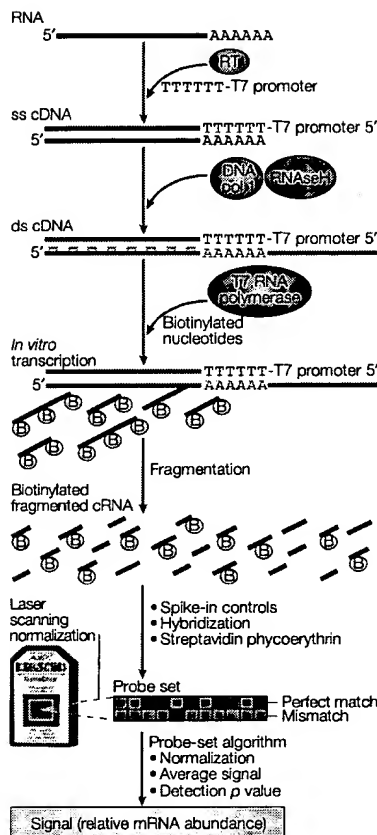 RNA
5′ AAAAAA
RT
TTTTTT-T7 promoter
ss cDNA
TTTTTT-T7 promoter 5′
5′ AAAAAA
DNA pol I RNAseH
ds cDNA
TTTTTT-T7 promoter 5′
5′ AAAAAA
T7 RNA
polymerase
Biotinylated
nucleotides
In vitro
transcription
TTTTTT-T7 promoter 5′
5′ AAAAAA
B B B B B
B B B B
Fragmentation
Biotinylated
fragmented cRNA
B B B B
B B B B
B B B
Laser
scanning
normalization
• Spike-in controls
• Hybridization
• Streptavidin phycoerythrin
Probe set
Perfect match
Mismatch
Probe-set algorithm
• Normalization
• Average signal
• Detection p value
Signal (relative mRNA abundance)